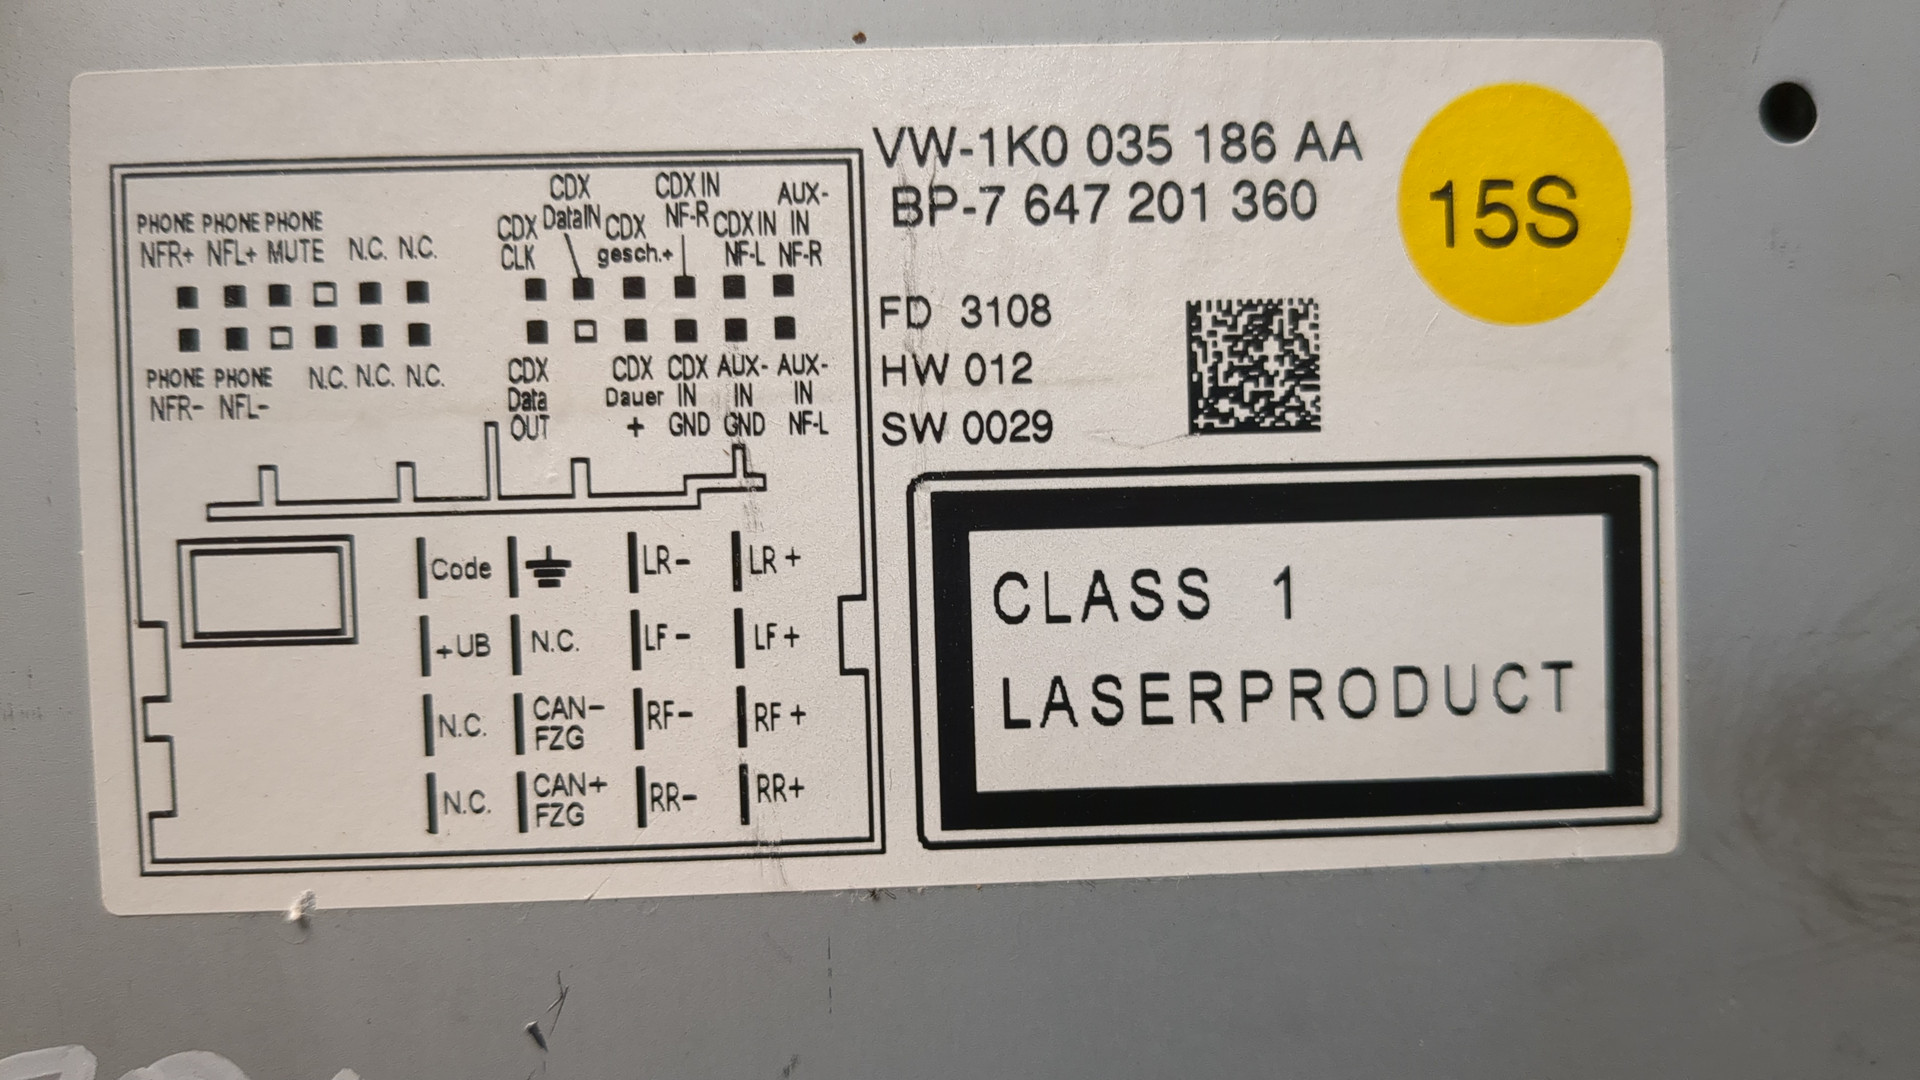 VW-1K0 035 186 AA
BP-7 647 201 360
15S
FD 3108
HW 012
SW 0029
CLASS 1
LASERPRODUCT
PHONE PHONE PHONE
NFR+ NFL+ MUTE N.C. N.C.
PHONE PHONE
NFR- NFL- N.C. N.C. N.C.
CDX CLK
CDX DataIN
CDX gesch.+
CDX IN NF-R
CDX IN NF-L
AUX-IN NF-R
CDX Data OUT
CDX Dauer +
CDX IN GND
AUX-IN GND
AUX-IN NF-L
Code LR- LR+
+UB N.C. LF- LF+
N.C. CAN- FZG RF- RF+
N.C. CAN+ FZG RR- RR+